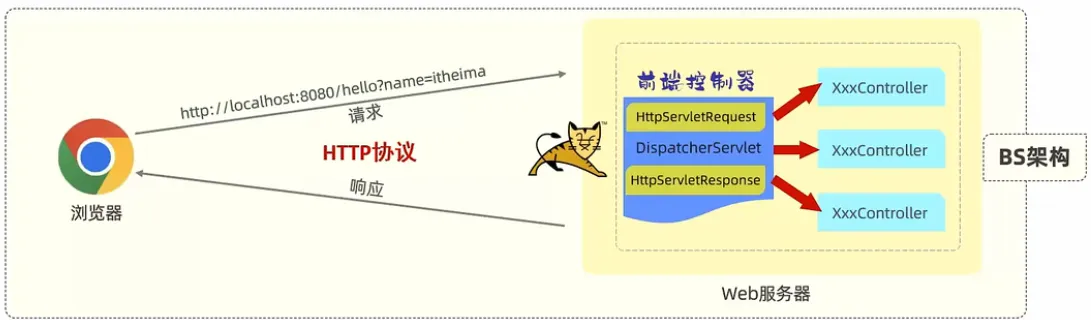 http://localhost:8080/hello?name=itheima
请求
HTTP协议
响应
浏览器
TM
前端控制器
HttpServletRequest
DispatcherServlet
HttpServletResponse
XxxController
XxxController
XxxController
Web服务器
BS架构